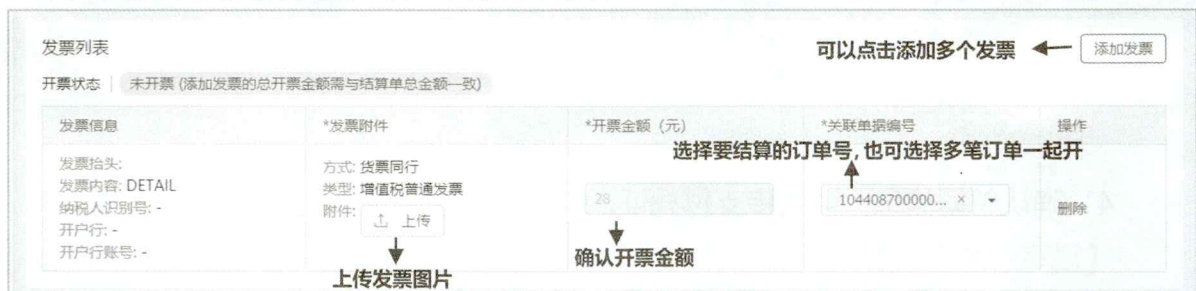 发票列表
可以点击添加多个发票
添加发票
开票状态 未开票 (添加发票的总开票金额需与结算单总金额一致)
发票信息 *发票附件 *开票金额 (元) *关联单据编号 操作
选择要结算的订单号,也可选择多笔订单一起开
发票抬头:
发票内容: DETAIL
纳税人识别号: -
开户行: -
开户行账号: -
方式: 货票同行
类型: 增值税普通发票
附件: 上传
上传发票图片
28
确认开票金额
104408700000... ×
删除